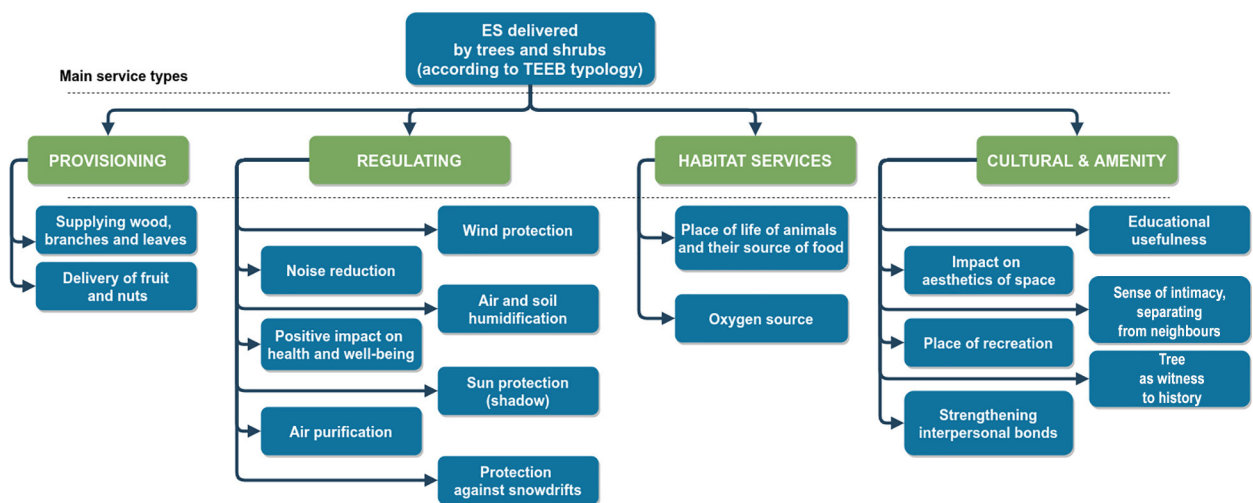 ES delivered
by trees and shrubs
(according to TEEB typology)
Main service types
PROVISIONING
REGULATING
HABITAT SERVICES
CULTURAL & AMENITY
Supplying wood,
branches and leaves
Delivery of fruit
and nuts
Wind protection
Noise reduction
Air and soil
humidification
Positive impact on
health and well-being
Sun protection
(shadow)
Air purification
Protection
against snowdrifts
Place of life of animals
and their source of food
Oxygen source
Educational
usefulness
Impact on
aesthetics of space
Sense of intimacy,
separating
from neighbours
Place of recreation
Tree
as witness
to history
Strengthening
interpersonal bonds